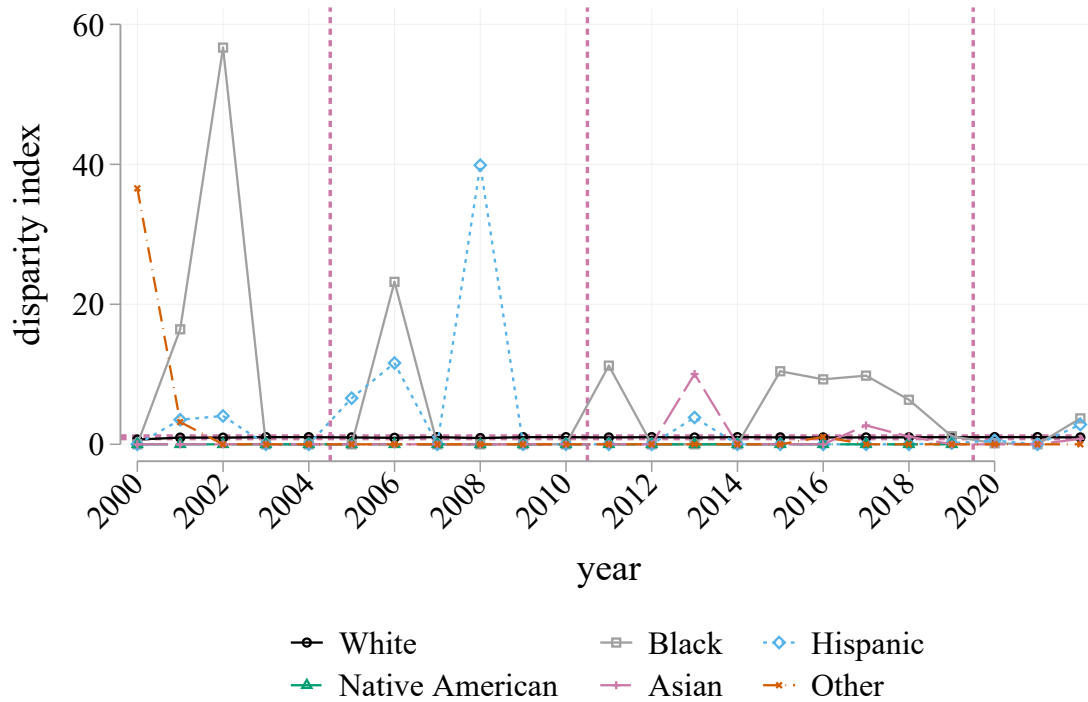 60
40
20
0
disparity index
2000 2002 2004 2006 2008 2010 2012 2014 2016 2018 2020
year
White Black Hispanic
Native American Asian Other